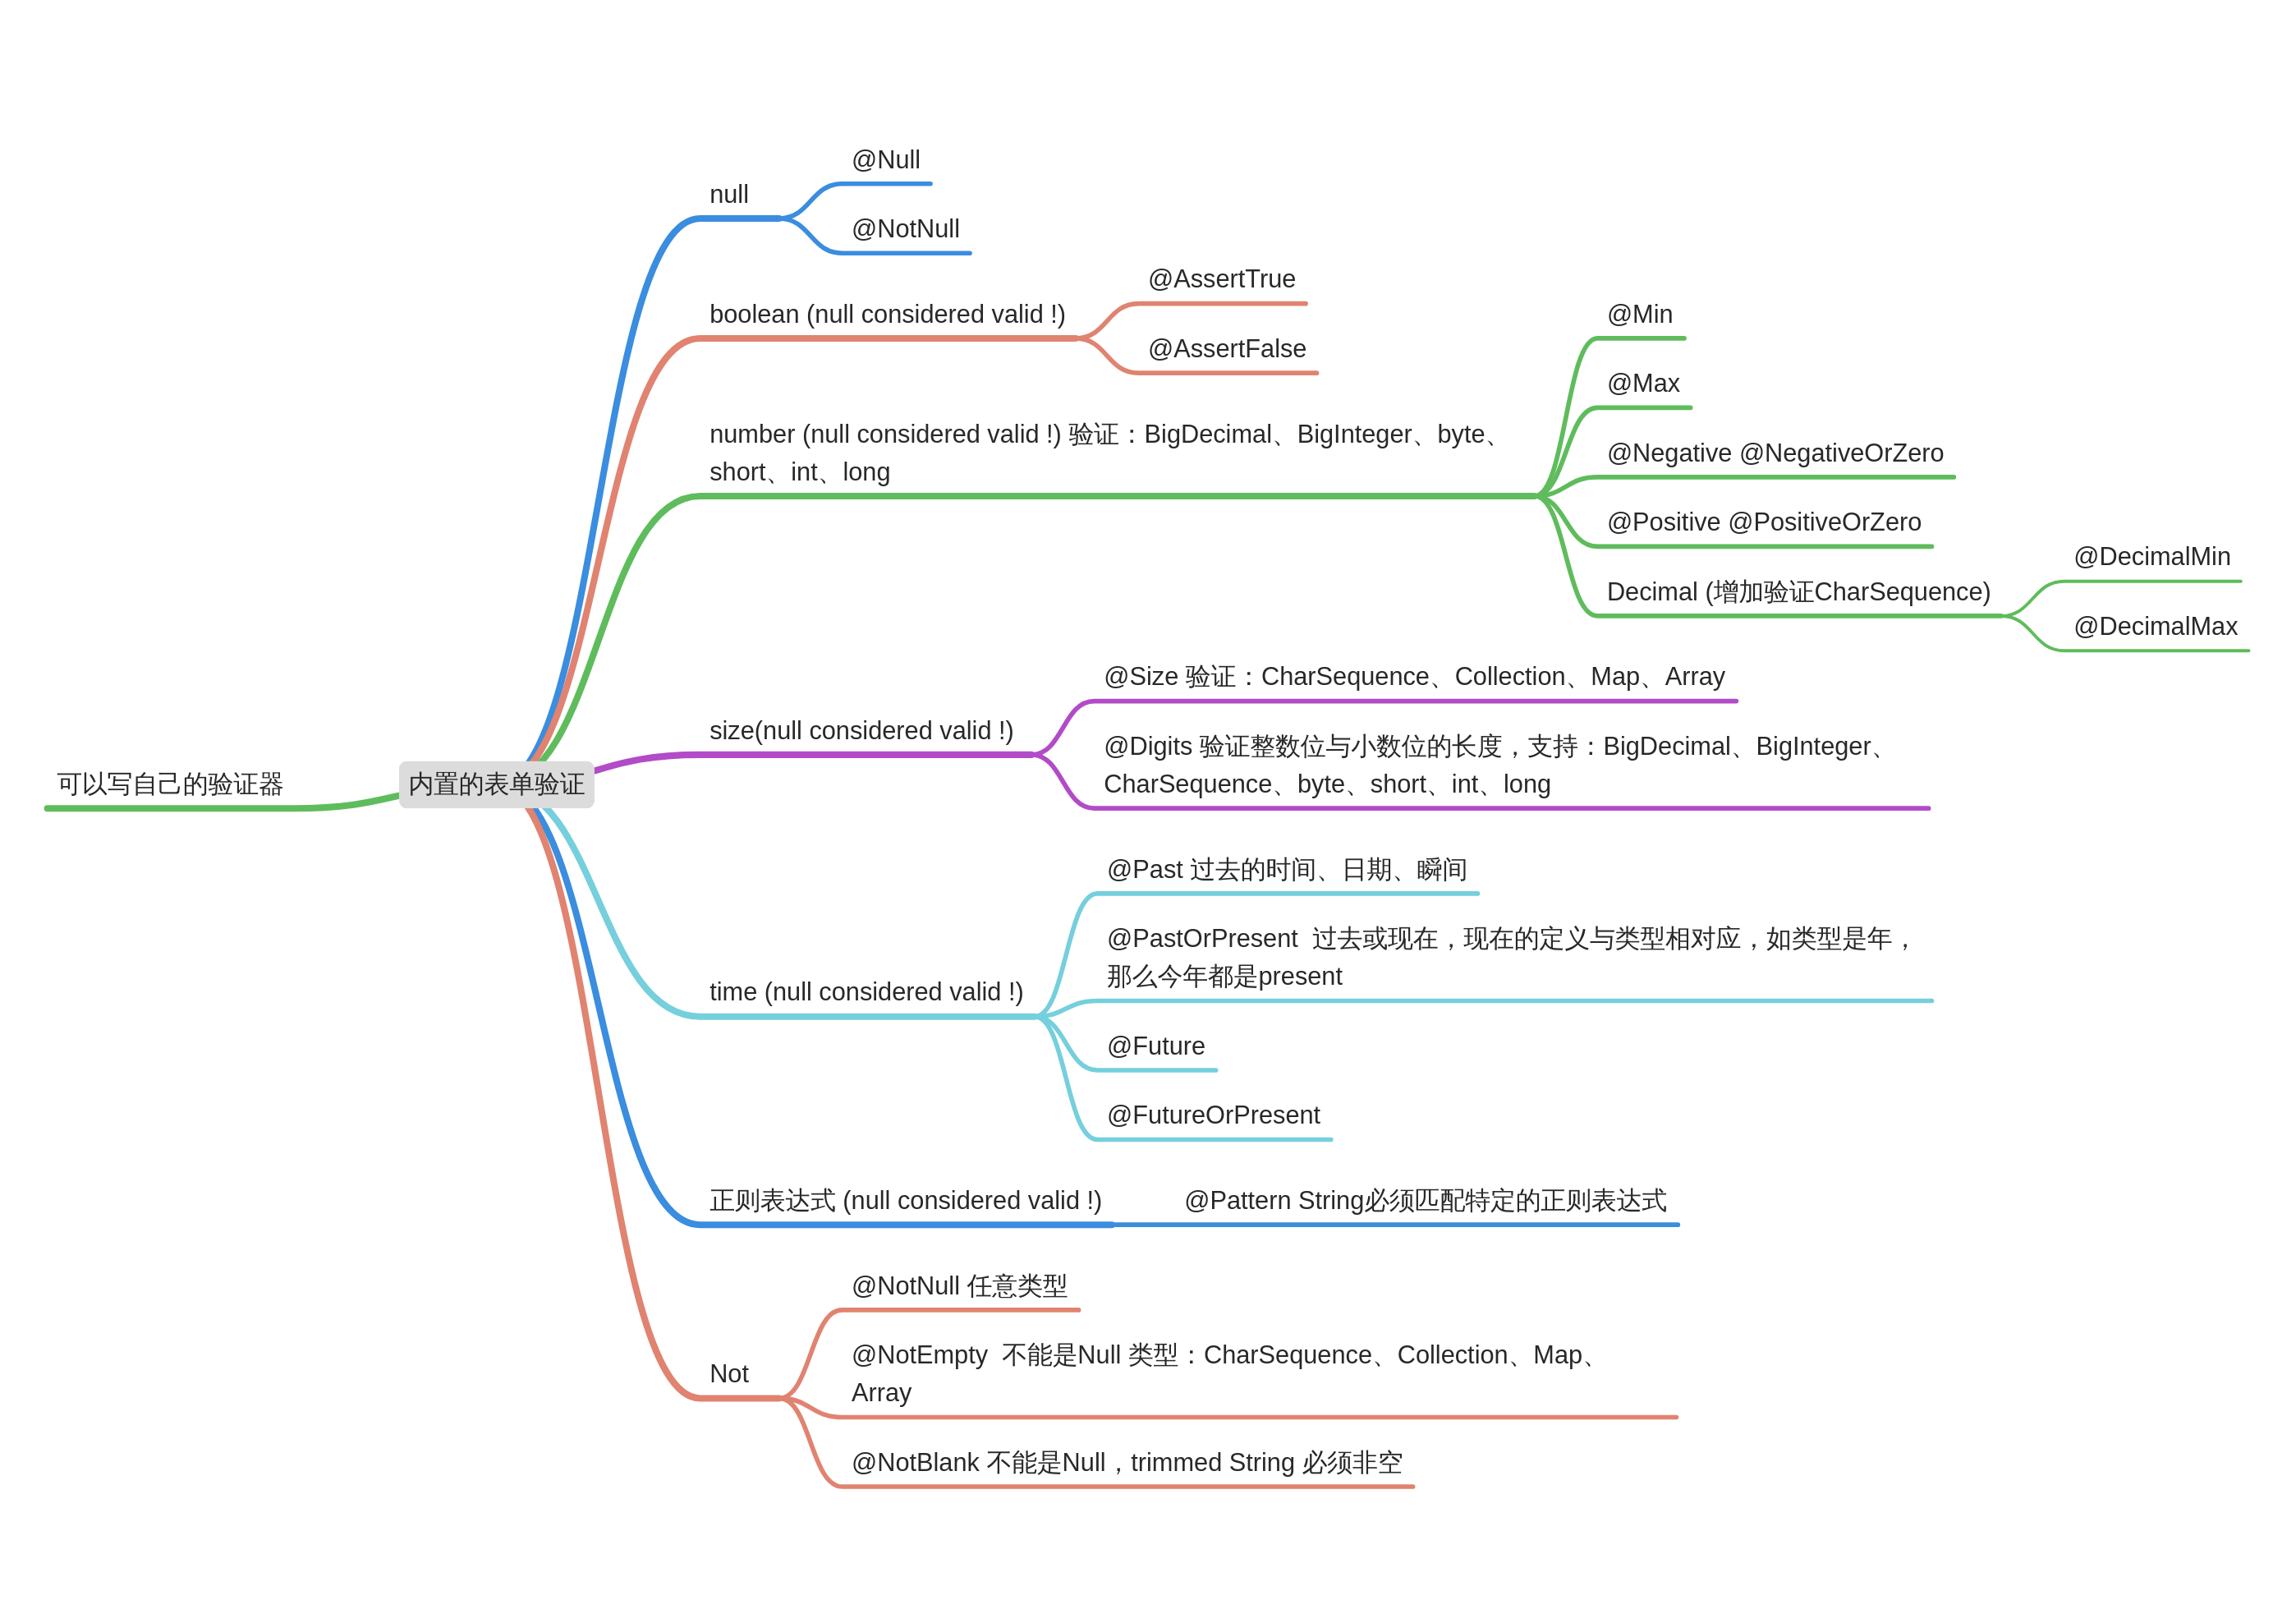 @Null
null
@NotNull
@AssertTrue
boolean (null considered valid !)
@AssertFalse
@Min
@Max
number (null considered valid !) 验证：BigDecimal、BigInteger、byte、
short、int、long
@Negative @NegativeOrZero
@Positive @PositiveOrZero
@DecimalMin
Decimal (增加验证CharSequence)
@DecimalMax
@Size 验证：CharSequence、Collection、Map、Array
size(null considered valid !)
@Digits 验证整数位与小数位的长度，支持：BigDecimal、BigInteger、
CharSequence、byte、short、int、long
可以写自己的验证器
内置的表单验证
@Past 过去的时间、日期、瞬间
@PastOrPresent  过去或现在，现在的定义与类型相对应，如类型是年，
那么今年都是present
time (null considered valid !)
@Future
@FutureOrPresent
正则表达式 (null considered valid !)
@Pattern String必须匹配特定的正则表达式
@NotNull 任意类型
Not
@NotEmpty  不能是Null 类型：CharSequence、Collection、Map、
Array
@NotBlank 不能是Null，trimmed String 必须非空